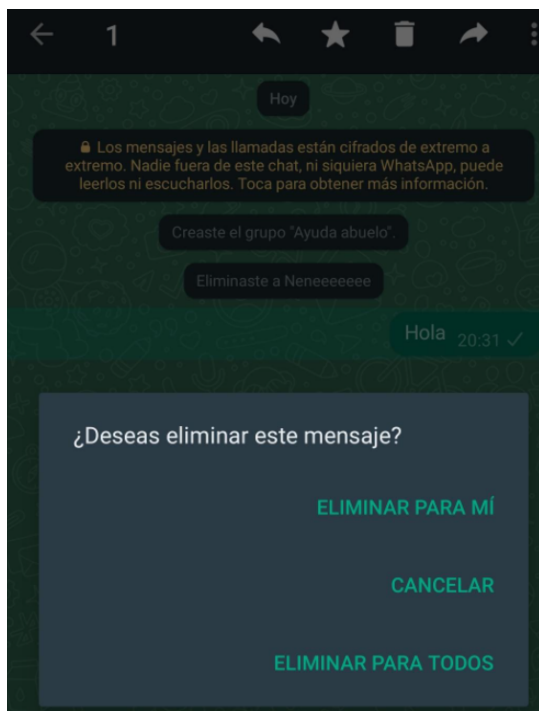 1
Hoy
Los mensajes y las llamadas están cifrados de extremo a
extremo. Nadie fuera de este chat, ni siquiera WhatsApp, puede
leerlos ni escucharlos. Toca para obtener más información.
Creaste el grupo "Ayuda abuelo".
Eliminaste a Neneeeeeee
Hola 20:31
¿Deseas eliminar este mensaje?
ELIMINAR PARA MÍ
CANCELAR
ELIMINAR PARA TODOS